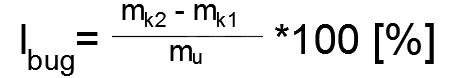 I_bug = (m_k2 - m_k1) / m_u *100 [%]